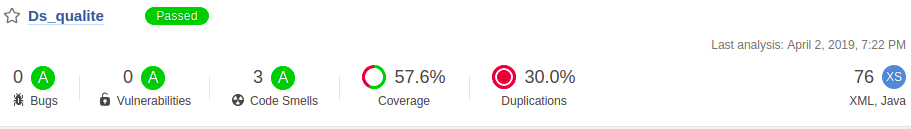 Ds_qualite Passed
Last analysis: April 2, 2019, 7:22 PM
0 A 0 A 3 A 57.6% 30.0% 76 XS
Bugs Vulnerabilities Code Smells Coverage Duplications XML, Java